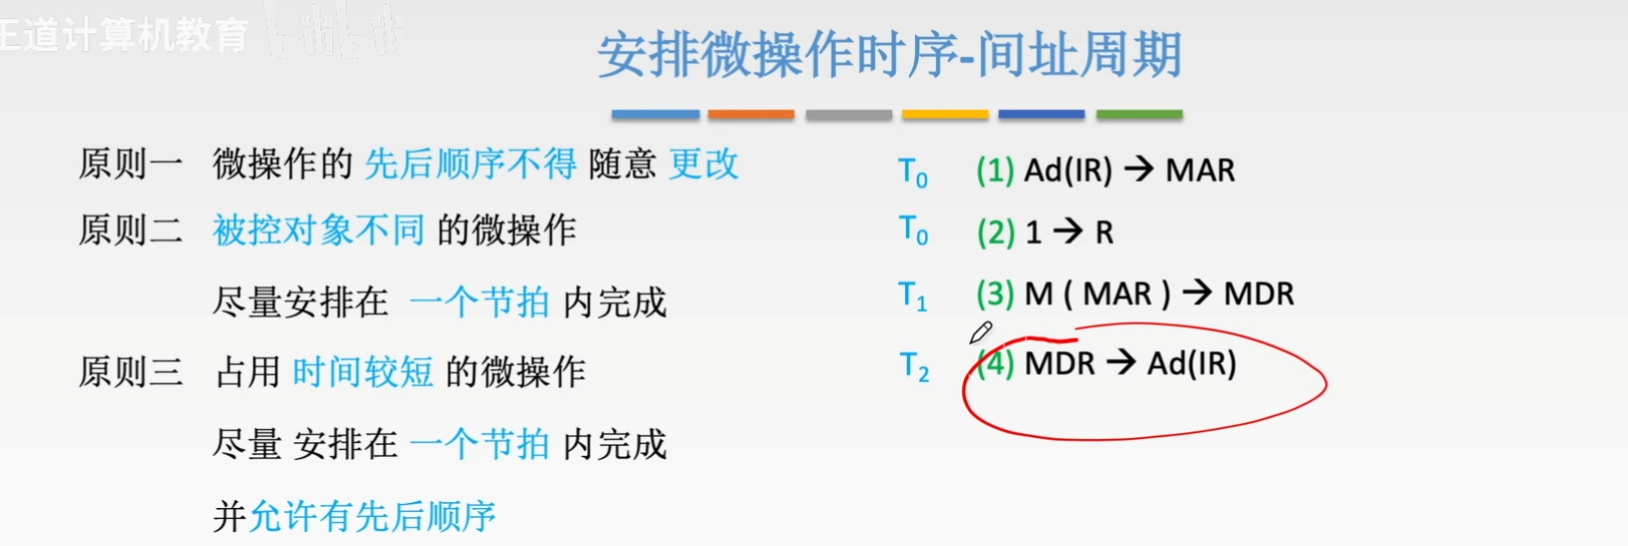 王道计算机教育 bilibili
安排微操作时序-间址周期
原则一 微操作的 先后顺序不得 随意 更改
原则二 被控对象不同 的微操作
尽量安排在 一个节拍 内完成
原则三 占用 时间较短 的微操作
尽量 安排在 一个节拍 内完成
并允许有先后顺序
T₀ (1) Ad(IR) → MAR
T₀ (2) 1 → R
T₁ (3) M ( MAR ) → MDR
T₂ (4) MDR → Ad(IR)